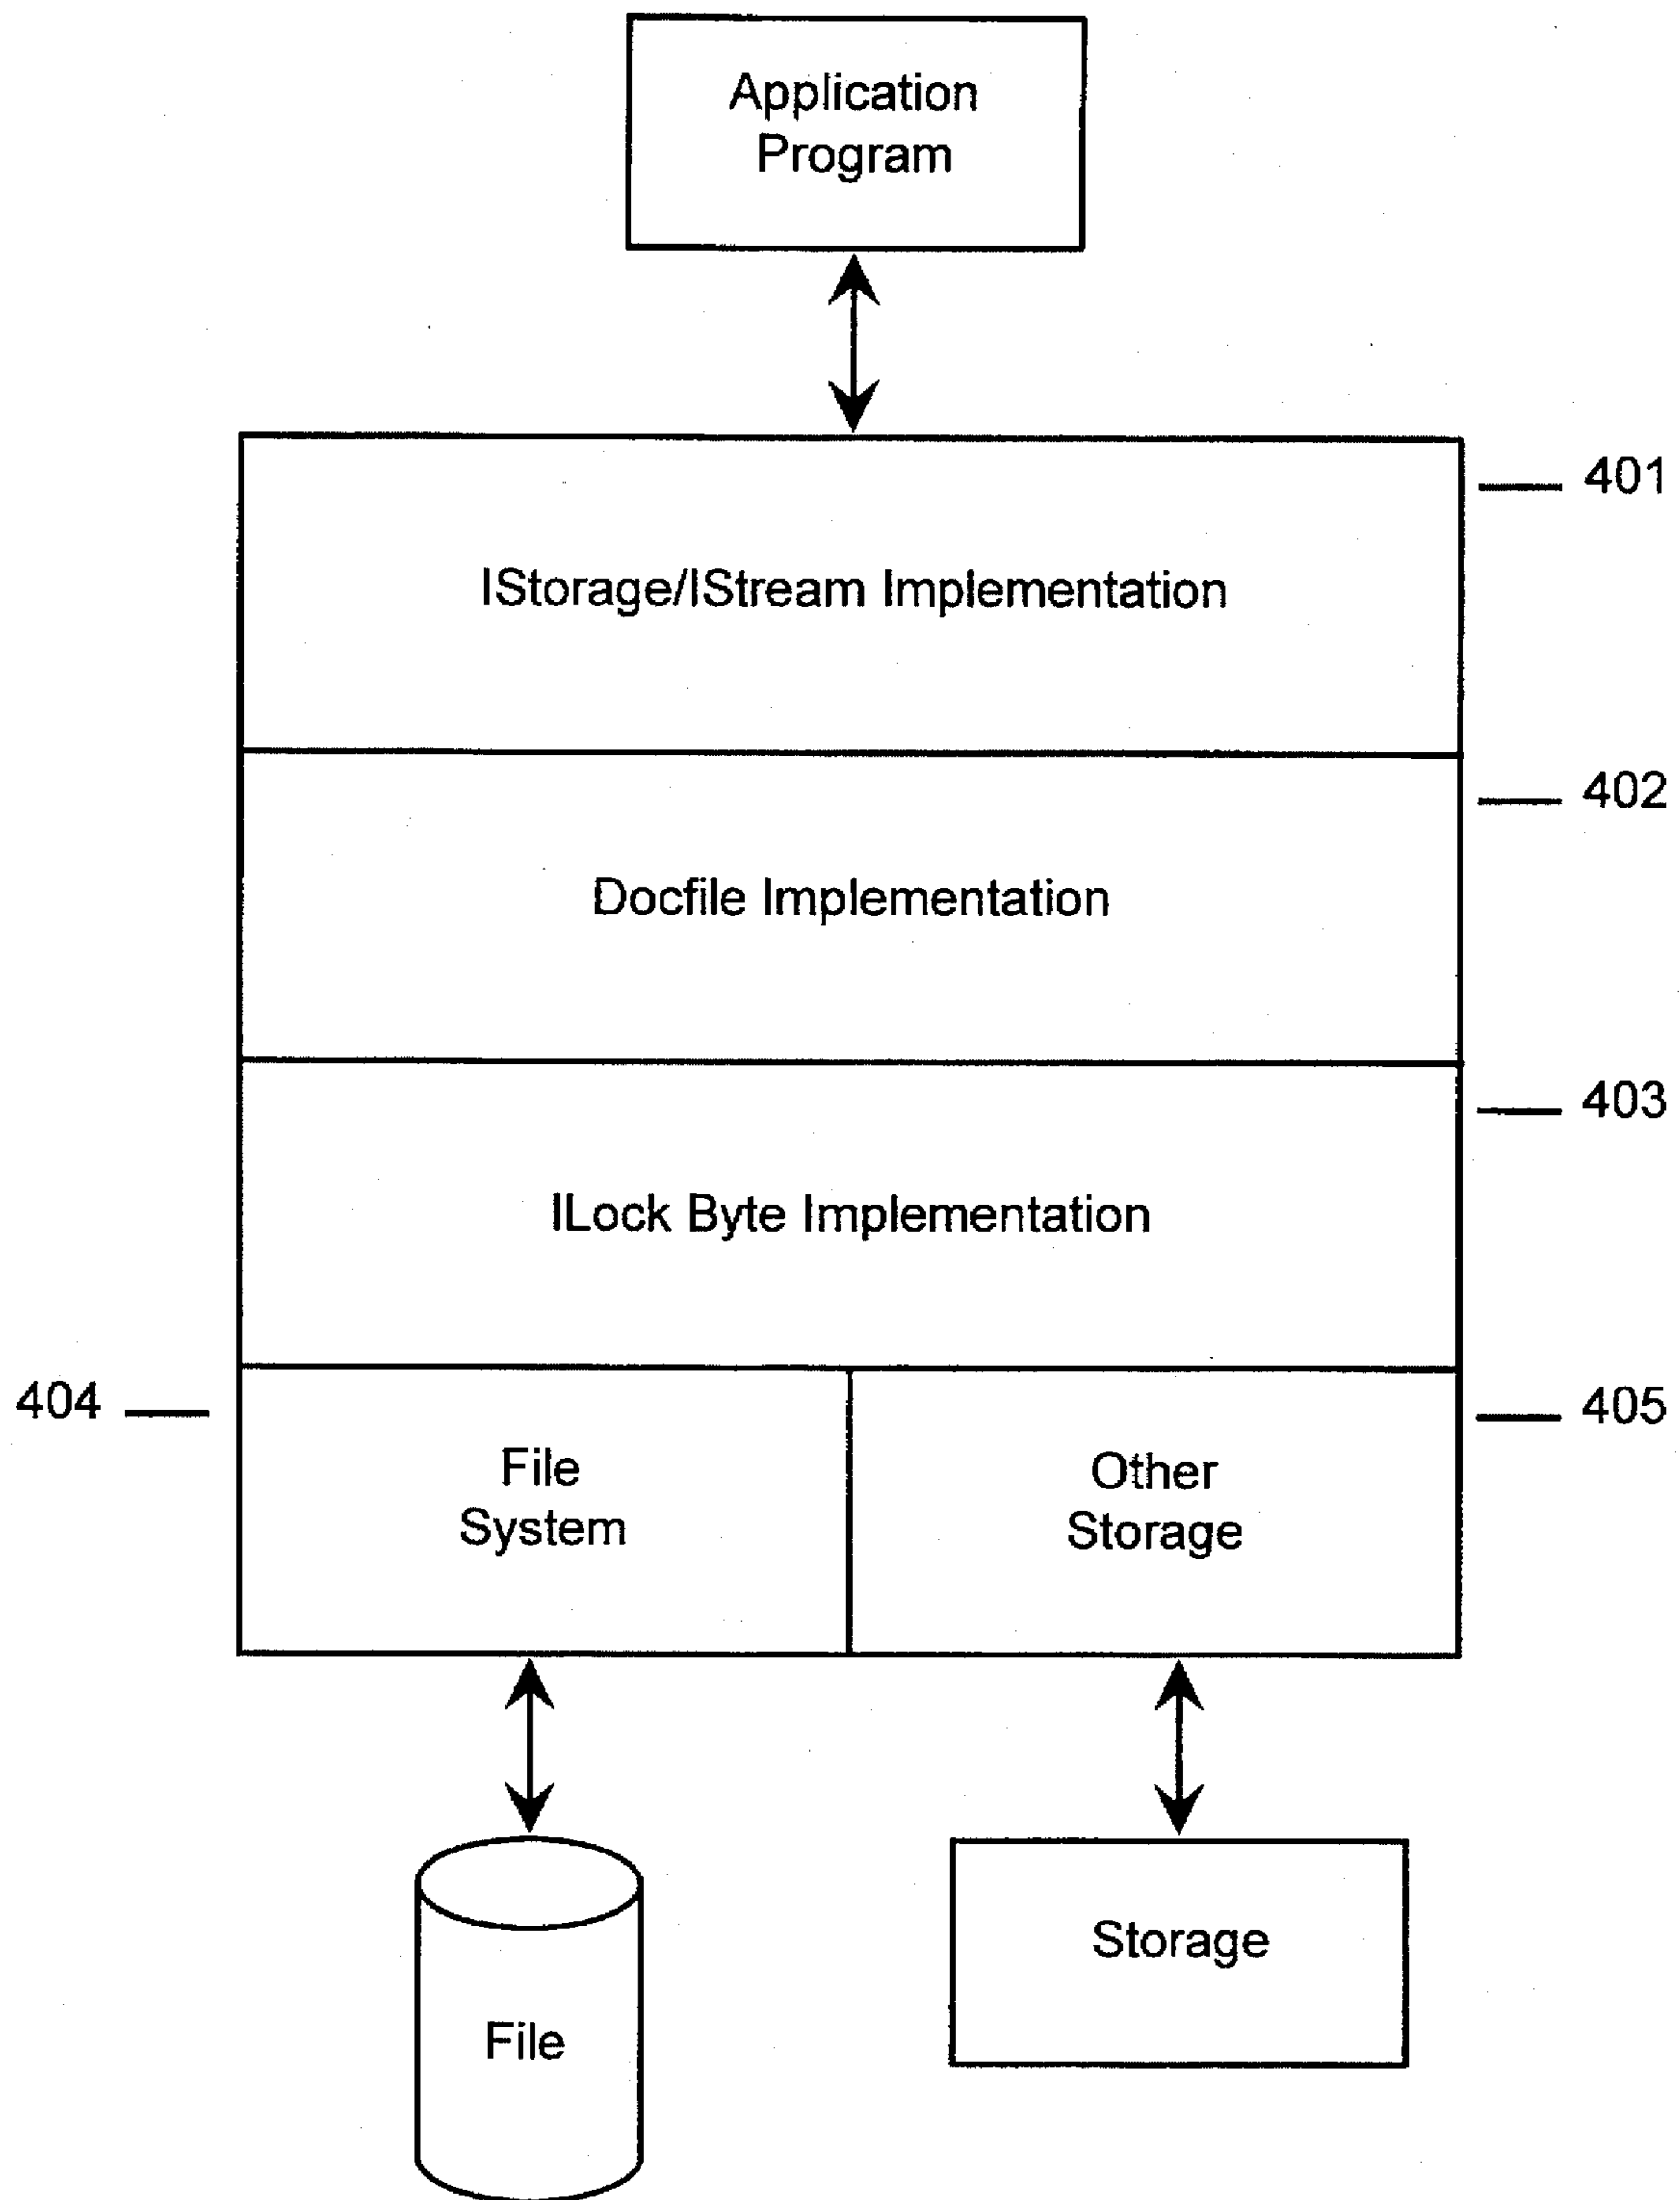 Application
Program
401
IStorage/IStream Implementation
402
Docfile Implementation
403
ILock Byte Implementation
404
405
File
System
Other
Storage
Storage
File